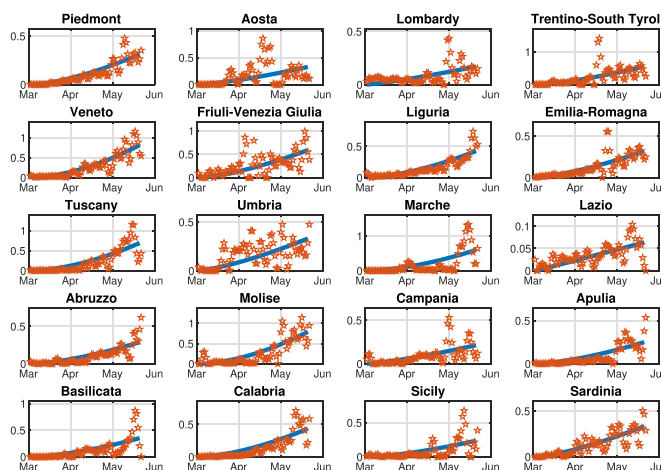 Piedmont Aosta Lombardy Trentino-South Tyrol
0.5 0.5 0.5 1
0 0 0 0
Mar Apr May Jun Mar Apr May Jun Mar Apr May Jun Mar Apr May Jun
Veneto Friuli-Venezia Giulia Liguria Emilia-Romagna
1 1 0.5 0.5
0.5 0.5
0 0 0 0
Mar Apr May Jun Mar Apr May Jun Mar Apr May Jun Mar Apr May Jun
Tuscany Umbria Marche Lazio
1 0.4 1 0.1
0.5 0.2 0.05
0 0 0 0
Mar Apr May Jun Mar Apr May Jun Mar Apr May Jun Mar Apr May Jun
Abruzzo Molise Campania Apulia
0.5 1 0.5 0.5
0.5
0 0 0 0
Mar Apr May Jun Mar Apr May Jun Mar Apr May Jun Mar Apr May Jun
Basilicata Calabria Sicily Sardinia
1 0.5 0.5 0.5
0.5
0 0 0 0
Mar Apr May Jun Mar Apr May Jun Mar Apr May Jun Mar Apr May Jun